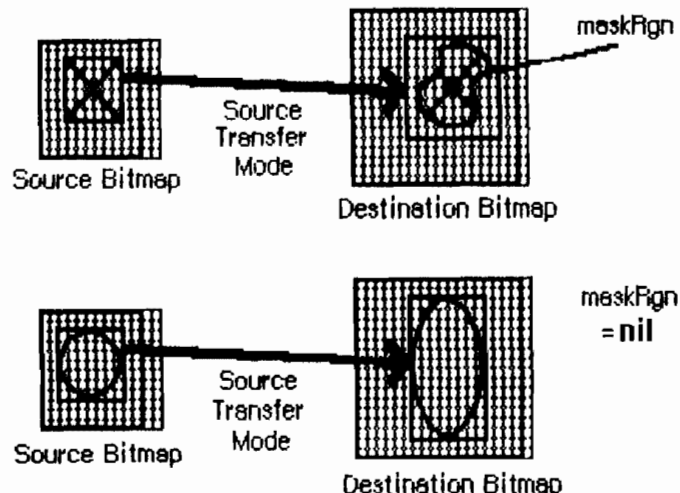 maskRgn
Source
Transfer
Mode
Source Bitmap
Destination Bitmap
maskRgn
= nil
Source
Transfer
Mode
Source Bitmap
Destination Bitmap